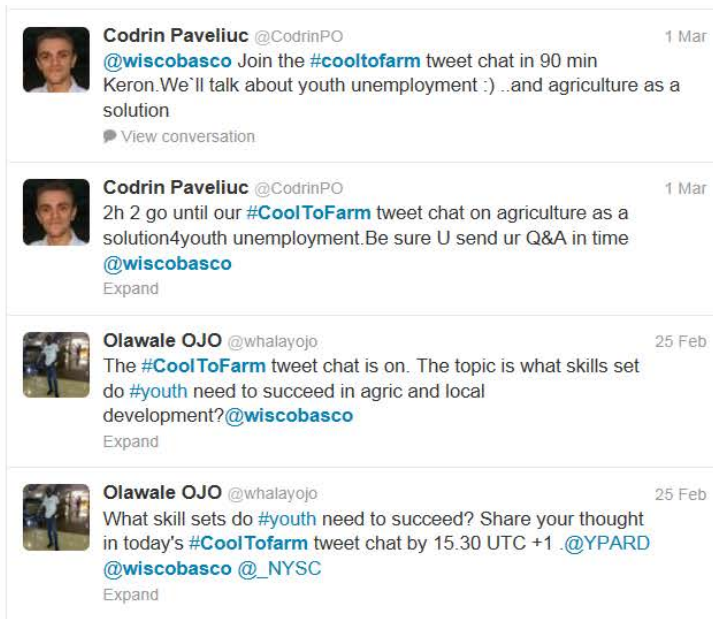 Codrin Paveliuc @CodrinPO 1 Mar
@wiscobasco Join the #cooltofarm tweet chat in 90 min
Keron.We`ll talk about youth unemployment :) ..and agriculture as a
solution
View conversation
Codrin Paveliuc @CodrinPO 1 Mar
2h 2 go until our #CoolToFarm tweet chat on agriculture as a
solution4youth unemployment.Be sure U send ur Q&A in time
@wiscobasco
Expand
Olawale OJO @whalayojo 25 Feb
The #CoolToFarm tweet chat is on. The topic is what skills set
do #youth need to succeed in agric and local
development?@wiscobasco
Expand
Olawale OJO @whalayojo 25 Feb
What skill sets do #youth need to succeed? Share your thought
in today's #CoolTofarm tweet chat by 15.30 UTC +1 .@YPARD
@wiscobasco @_NYSC
Expand